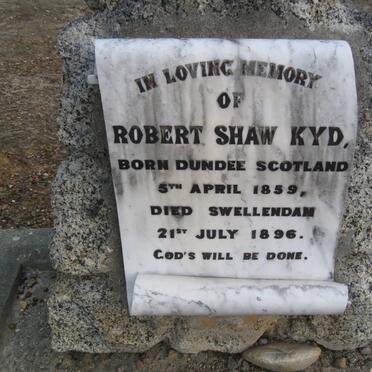 IN LOVING MEMORY
OF
ROBERT SHAW KYD,
BORN DUNDEE SCOTLAND
5TH APRIL 1859,
DIED SWELLENDAM
21ST JULY 1896.
GOD'S WILL BE DONE.